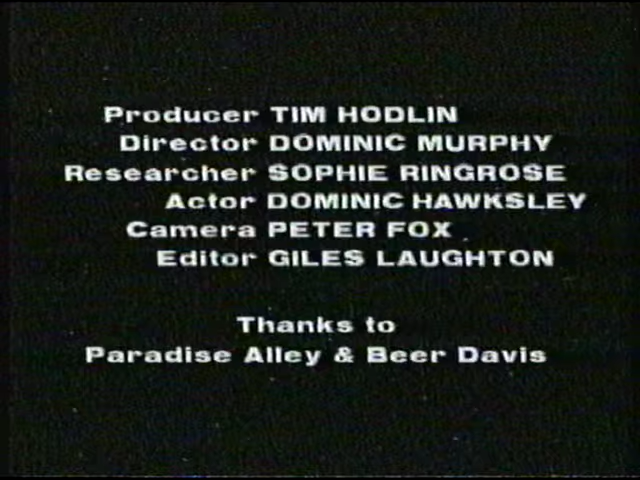 Producer TIM HODLIN
Director DOMINIC MURPHY
Researcher SOPHIE RINGROSE
Actor DOMINIC HAWKSLEY
Camera PETER FOX
Editor GILES LAUGHTON
Thanks to
Paradise Alley & Beer Davis